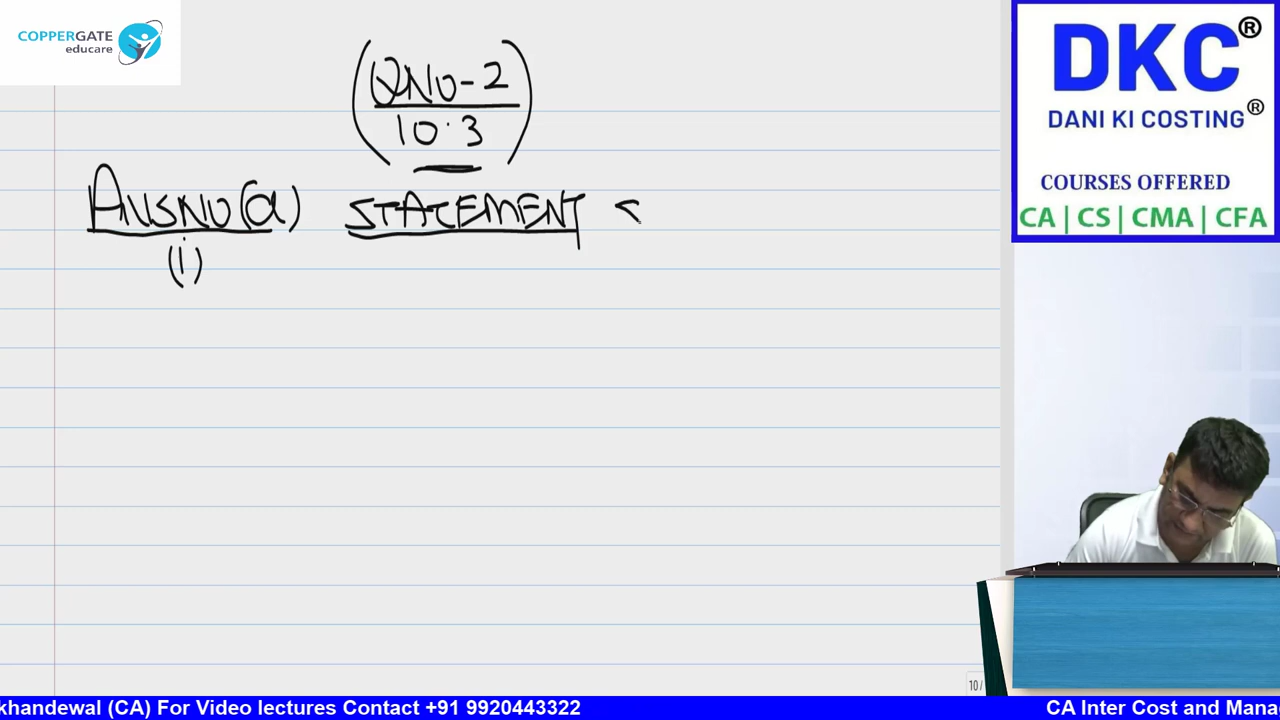 COPPERGATE
educare
(QNO-2
10.3)
ANSNO(a) STATEMENT S
(i)
DKC®
DANI KI COSTING®
COURSES OFFERED
CA | CS | CMA | CFA
10/
khandewal (CA) For Video lectures Contact +91 9920443322
CA Inter Cost and Mana